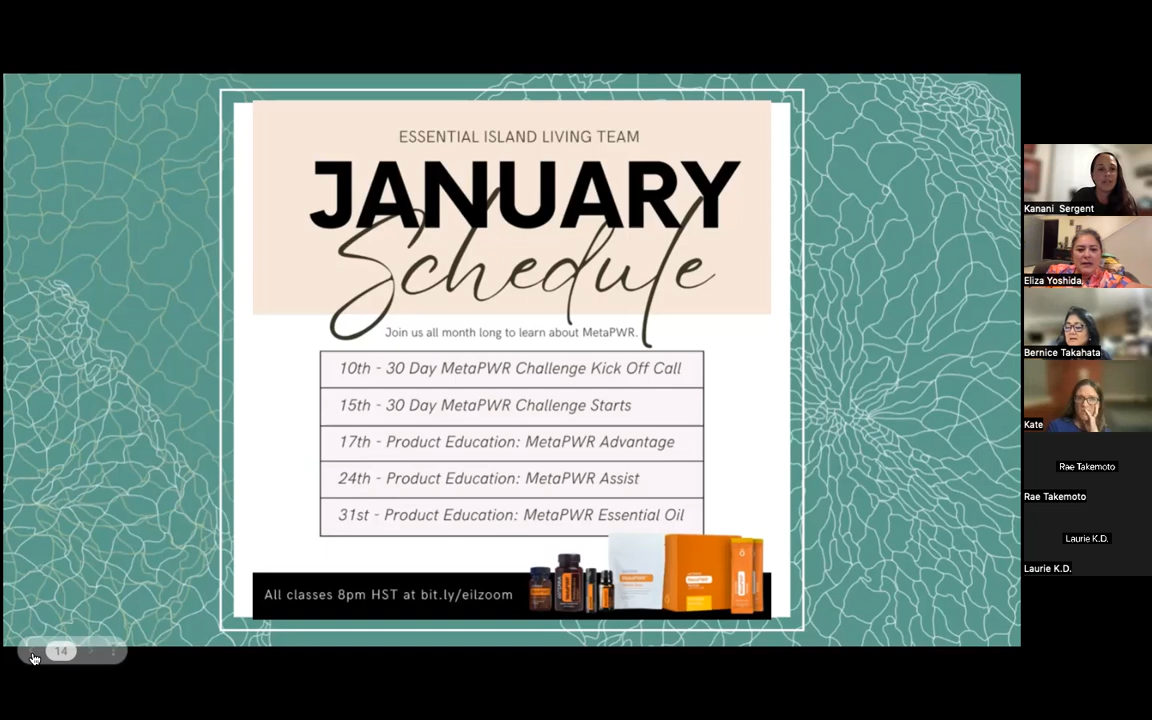 ESSENTIAL ISLAND LIVING TEAM
JANUARY
Schedule
Join us all month long to learn about MetaPWR.
10th - 30 Day MetaPWR Challenge Kick Off Call
15th - 30 Day MetaPWR Challenge Starts
17th - Product Education: MetaPWR Advantage
24th - Product Education: MetaPWR Assist
31st - Product Education: MetaPWR Essential Oil
All classes 8pm HST at bit.ly/eilzoom
14
Kanani Sergent
Eliza Yoshida
Bernice Takahata
Kate
Rae Takemoto
Rae Takemoto
Laurie K.D.
Laurie K.D.